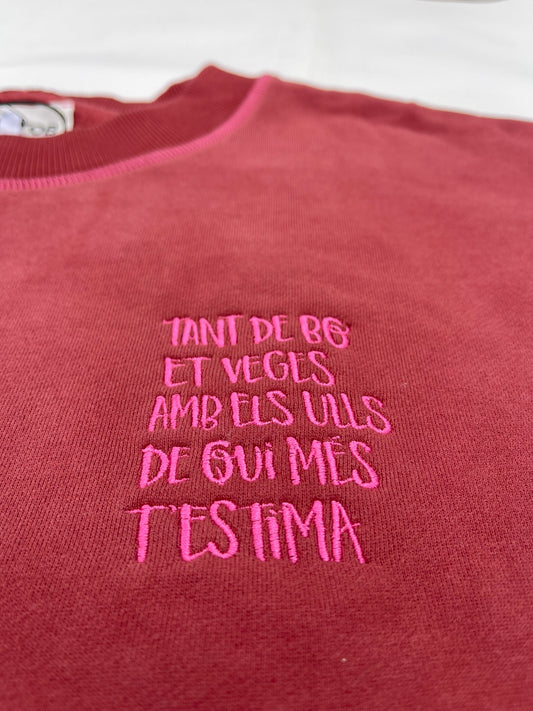 TANT DE BO
ET VEGES
AMB ELS ULLS
DE QUI MÉS
T'ESTIMA